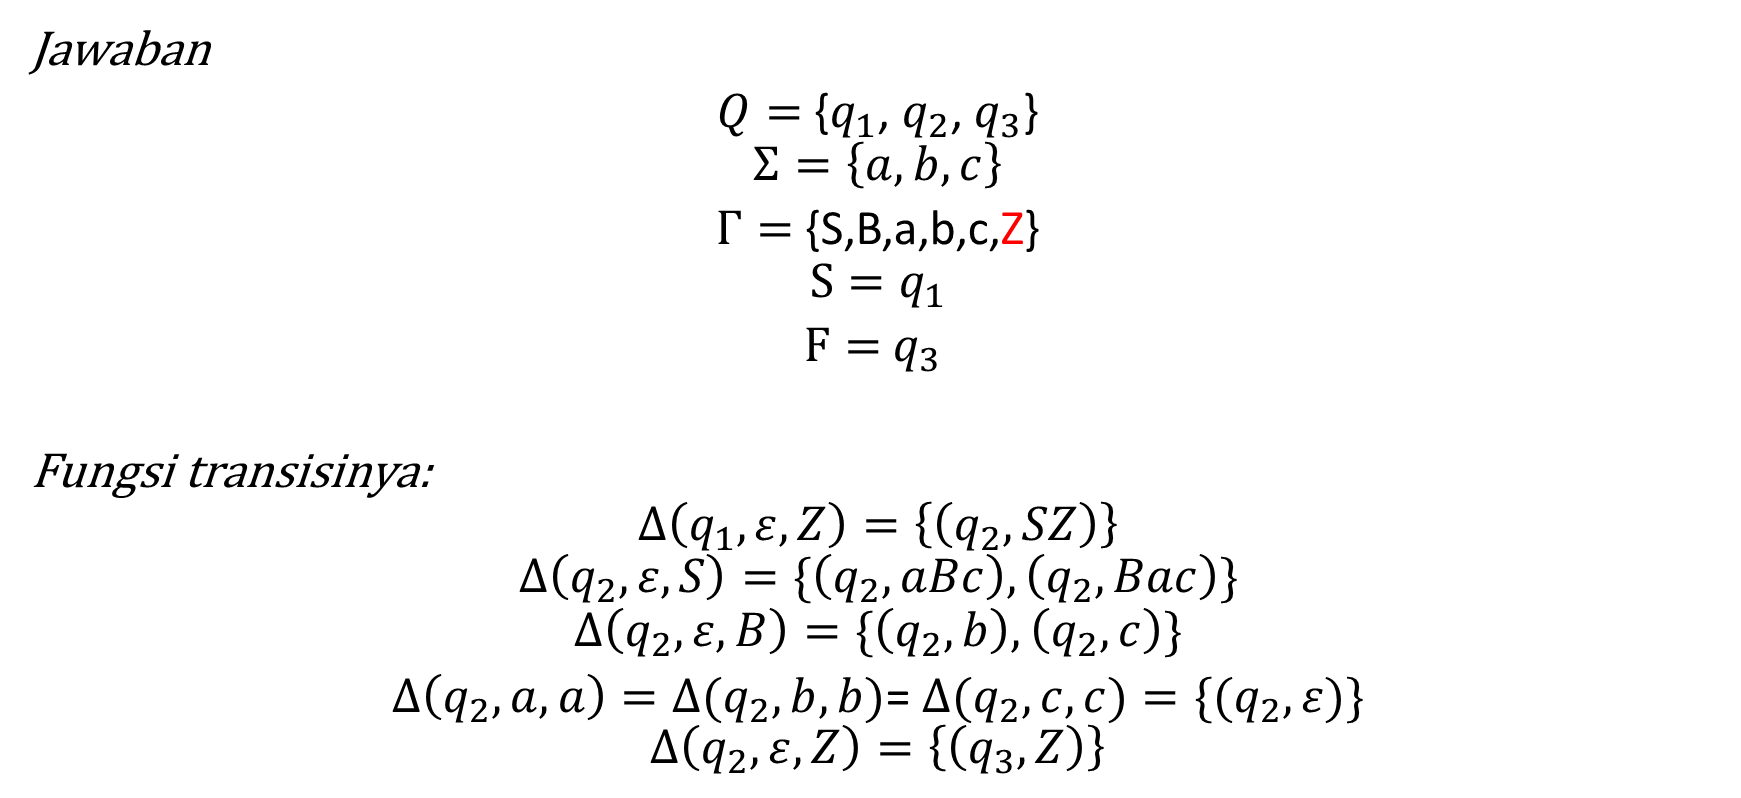 Jawaban
Q = {q₁, q₂, q₃}
Σ = {a, b, c}
Γ = {S,B,a,b,c,Z}
S = q₁
F = q₃
Fungsi transisinya:
Δ(q₁, ε, Z) = {(q₂, SZ)}
Δ(q₂, ε, S) = {(q₂, aBc), (q₂, Bac)}
Δ(q₂, ε, B) = {(q₂, b), (q₂, c)}
Δ(q₂, a, a) = Δ(q₂, b, b)= Δ(q₂, c, c) = {(q₂, ε)}
Δ(q₂, ε, Z) = {(q₃, Z)}